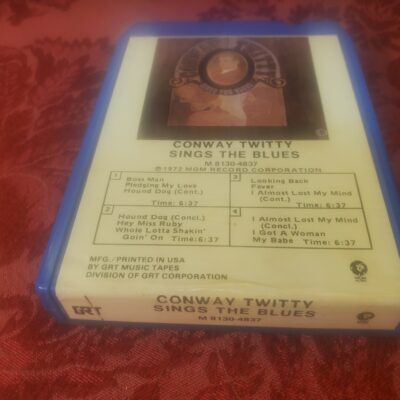 CONWAY TWITTY
CONWAY TWITTY
SINGS THE BLUES
M 8130-4837
©1972 MGM RECORD CORPORATION
1
Boss Man
Pledging My Love
Hound Dog (Cont.)
Time: 6:37
2
Hound Dog (Concl.)
Hey Miss Ruby
Whole Lotta Shakin'
Goin' On Time: 6:37
3
Looking Back
Fever
I Almost Lost My Mind
(Cont.)
Time: 6:37
4
I Almost Lost My Mind
(Concl.)
I Got A Woman
My Babe Time: 6:37
MFG./PRINTED IN USA
BY GRT MUSIC TAPES
DIVISION OF GRT CORPORATION
GRT
CONWAY TWITTY
SINGS THE BLUES
M 8130-4837